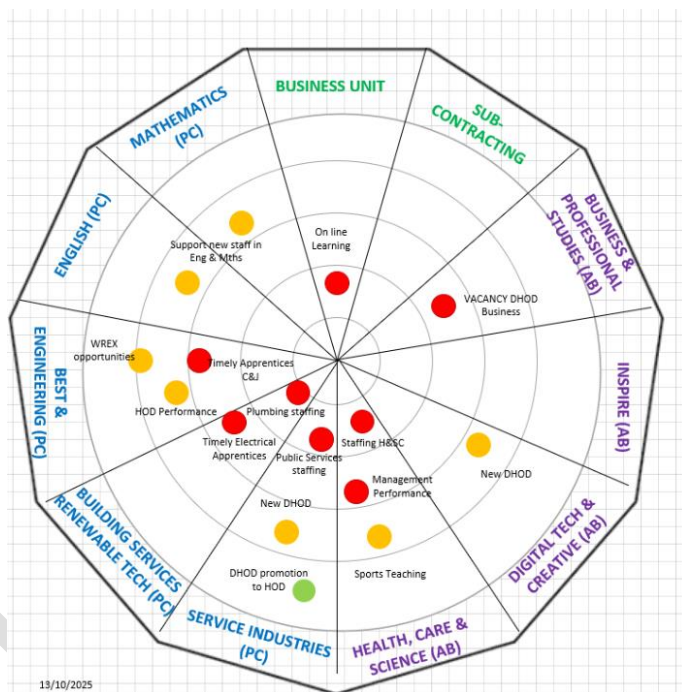 BUSINESS UNIT
SUB-
CONTRACTING
BUSINESS &
PROFESSIONAL
STUDIES (AB)
INSPIRE (AB)
DIGITAL TECH &
CREATIVE (AB)
HEALTH, CARE &
SCIENCE (AB)
SERVICE INDUSTRIES
(PC)
BUILDING SERVICES
RENEWABLE TECH (PC)
BEST &
ENGINEERING (PC)
ENGLISH (PC)
MATHEMATICS
(PC)
Support new staff in
Eng & Mths
On line
Learning
VACANCY DHOD
Business
WREX
opportunities
Timely Apprentices
C&J
HOD Performance
Plumbing staffing
Timely Electrical
Apprentices
Public Services
staffing
Staffing H&SC
Management
Performance
New DHOD
New DHOD
DHOD promotion
to HOD
Sports Teaching
13/10/2025